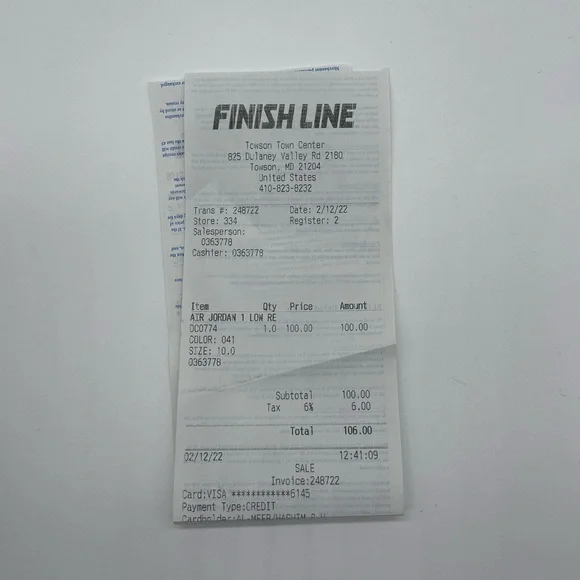 FINISH LINE
Towson Town Center
825 Dulaney Valley Rd 2180
Towson, MD 21204
United States
410-823-8232
Trans #: 248722 Date: 2/12/22
Store: 334 Register: 2
Salesperson:
0363778
Cashier: 0363778
Item Qty Price Amount
AIR JORDAN 1 LOW RE
DC0774 1.0 100.00 100.00
COLOR: 041
SIZE: 10.0
0363778
Subtotal 100.00
Tax 6% 6.00
Total 106.00
02/12/22 12:41:09
SALE
Invoice:248722
Card:VISA ************6145
Payment Type:CREDIT